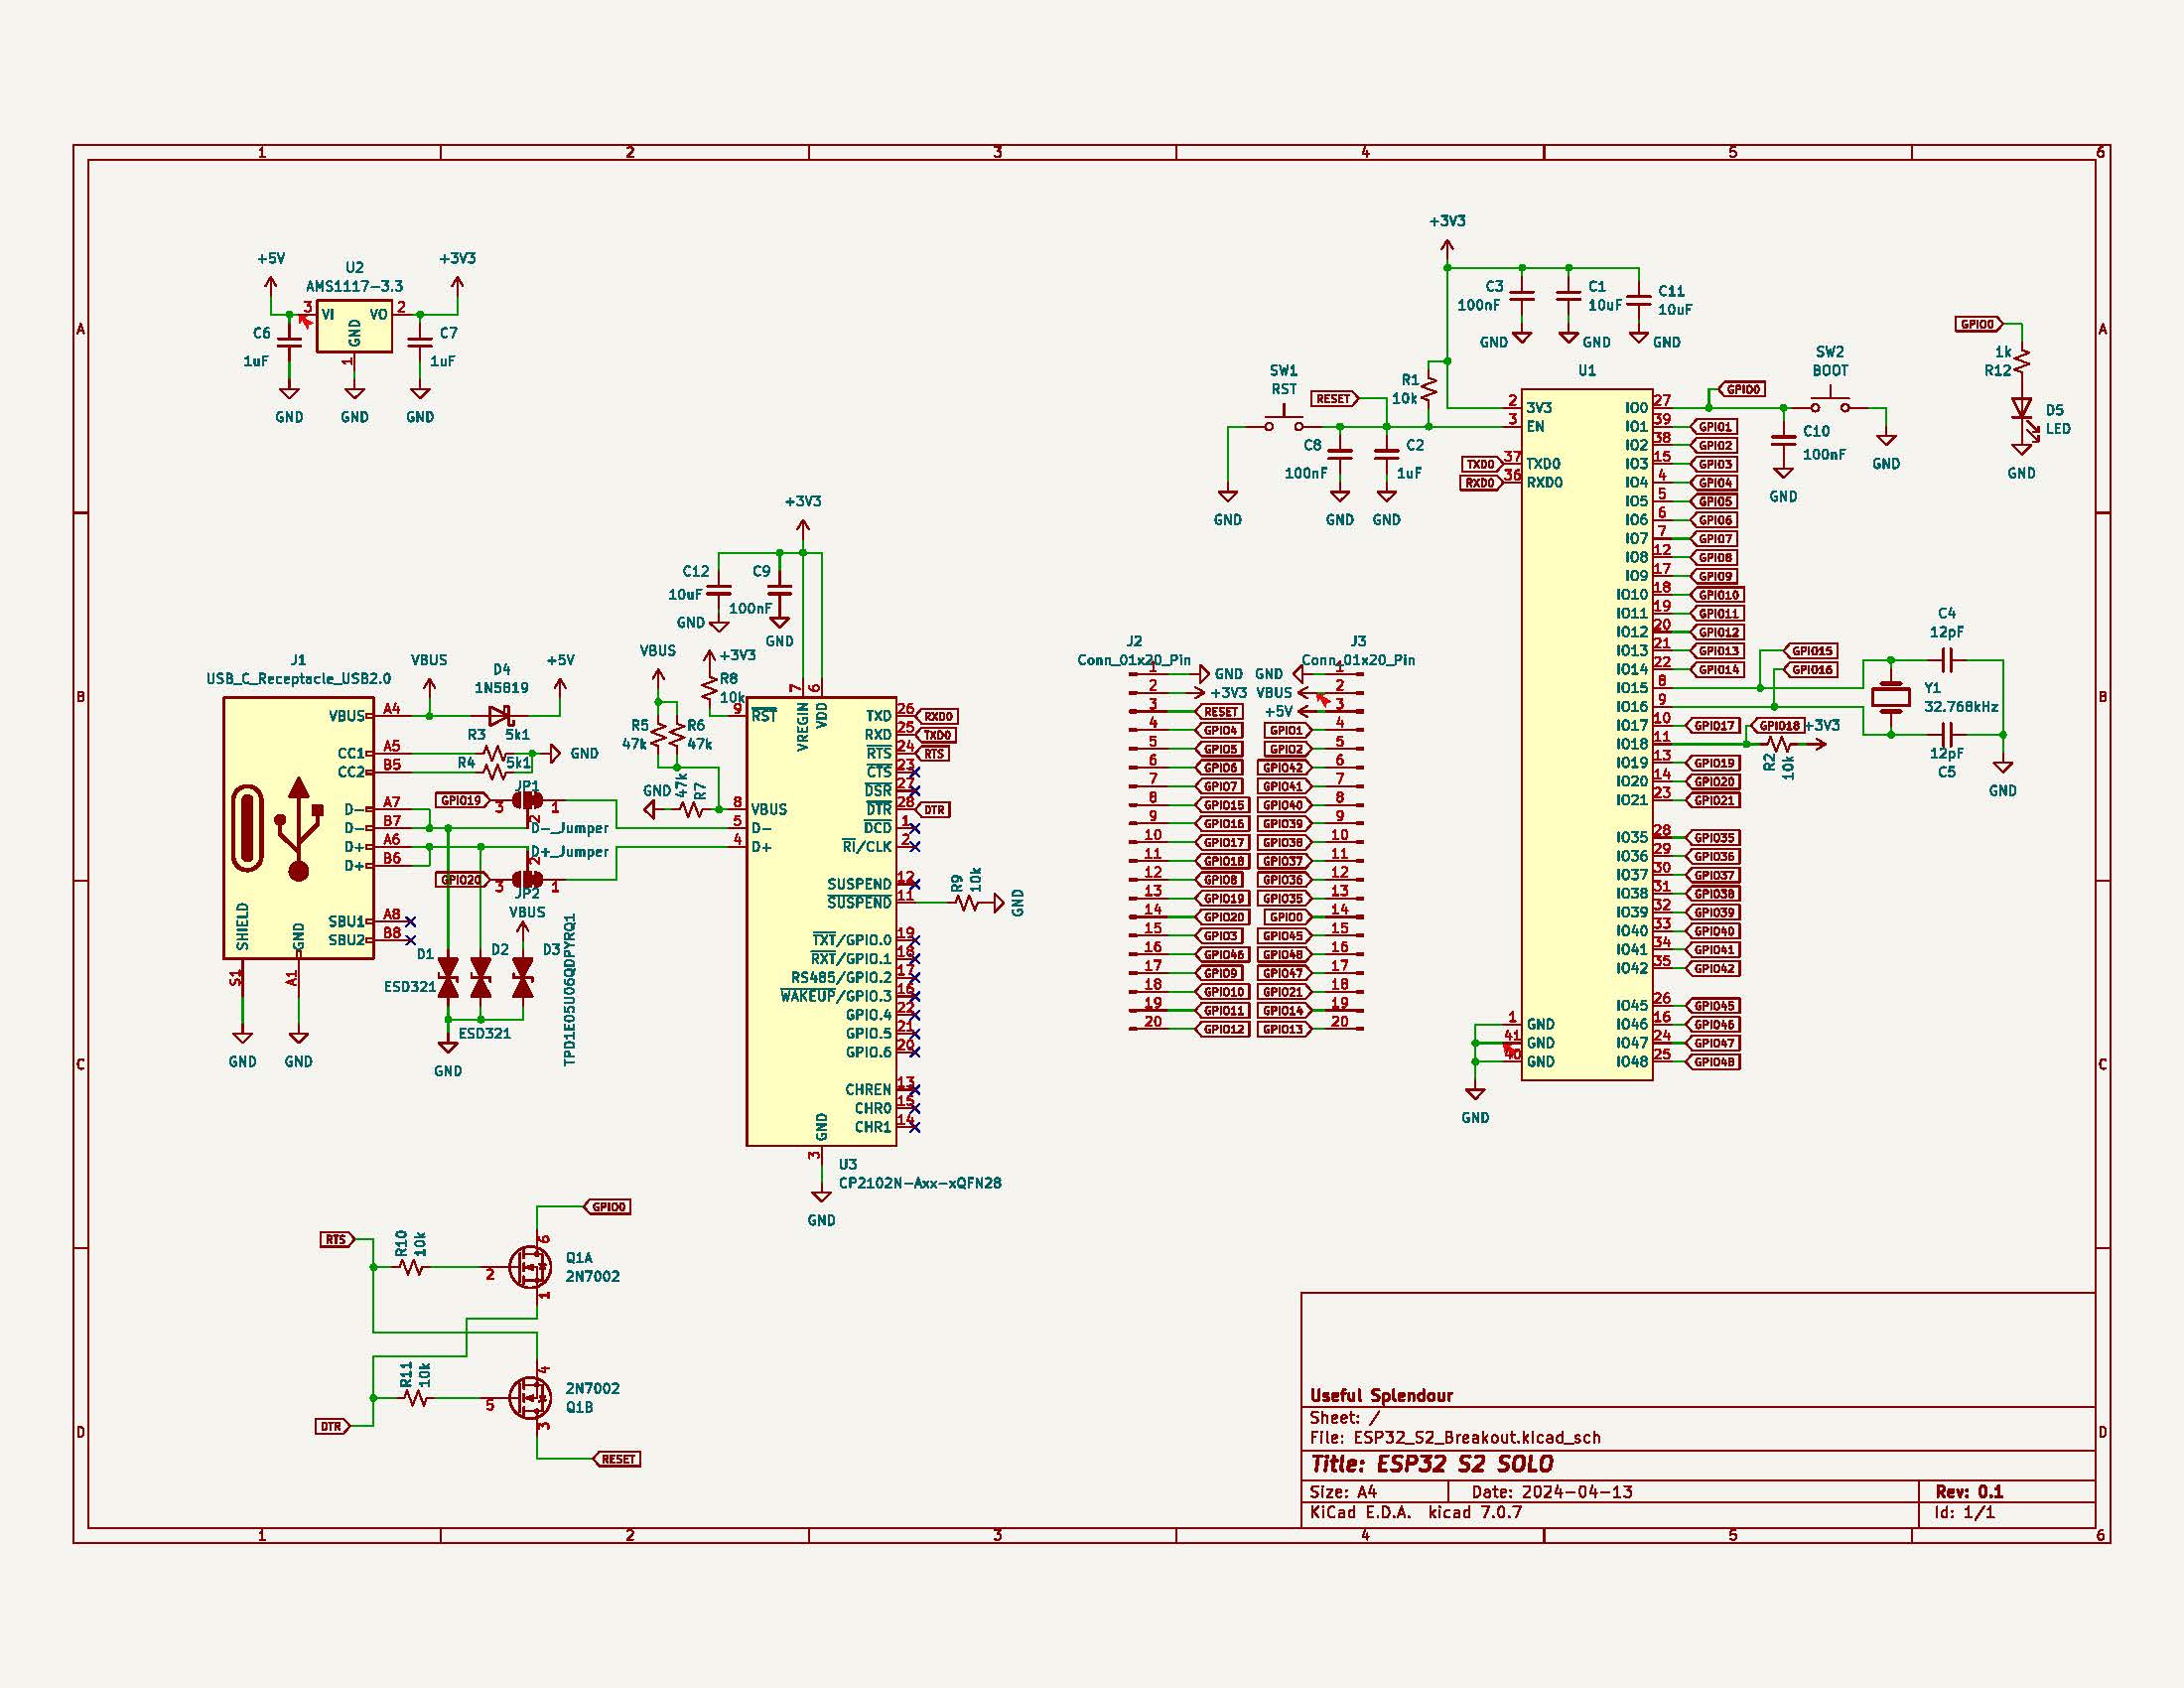 1 2 3 4 5 6
A
B
C
D
+5V
+3V3
U2
AMS1117-3.3
3 VI VO 2
GND
1
C6
1uF
C7
1uF
GND GND GND
J1
USB_C_Receptacle_USB2.0
VBUS A4
CC1 A5
CC2 B5
D- A7
D- B7
D+ A6
D+ B6
SBU1 A8
SBU2 B8
SHIELD
GND
S1
A1
GND GND
VBUS
D4
1N5819
+5V
R3 5k1
R4 5k1
GND
GPIO19 3 JP1 1
2
D-_Jumper
D+_Jumper
2
GPIO20 3 JP2 1
VBUS
D1
D2
D3
ESD321
ESD321
TPD1E05U06QDPYRQ1
GND
+3V3
C12
10uF
C9
100nF
GND
GND
VBUS
+3V3
R8
10k
R5
47k
R6
47k
GND
47k
R7
9 RST
7 VREGIN
6 VDD
8 VBUS
5 D-
4 D+
TXD 26 RXD0
RXD 25 TXD0
RTS 24 RTS
CTS 23
DSR 27
DTR 28 DTR
DCD 1
RI/CLK 2
SUSPEND 12
SUSPEND 11
R9
10k
GND
TXT/GPIO.0 19
RXT/GPIO.1 18
RS485/GPIO.2 17
WAKEUP/GPIO.3 16
GPIO.4 22
GPIO.5 21
GPIO.6 20
CHREN 13
CHR0 15
CHR1 14
GND
3
U3
CP2102N-Axx-xQFN28
GND
RTS
R10
10k
2
6
1
Q1A
2N7002
GPIO0
DTR
R11
10k
5
4
3
2N7002
Q1B
RESET
J2
Conn_01x20_Pin
1 GND
2 +3V3
3 RESET
4 GPIO4
5 GPIO5
6 GPIO6
7 GPIO7
8 GPIO15
9 GPIO16
10 GPIO17
11 GPIO18
12 GPIO8
13 GPIO19
14 GPIO20
15 GPIO3
16 GPIO46
17 GPIO9
18 GPIO10
19 GPIO11
20 GPIO12
J3
Conn_01x20_Pin
GND 1
VBUS 2
+5V 3
GPIO1 4
GPIO2 5
GPIO42 6
GPIO41 7
GPIO40 8
GPIO39 9
GPIO38 10
GPIO37 11
GPIO36 12
GPIO35 13
GPIO0 14
GPIO45 15
GPIO48 16
GPIO47 17
GPIO21 18
GPIO14 19
GPIO13 20
+3V3
C3
100nF
C1
10uF
C11
10uF
GND GND GND
SW1
RST
RESET
R1
10k
C8
100nF
C2
1uF
GND GND GND
U1
2 3V3
3 EN
TXD0 37 TXD0
RXD0 36 RXD0
IO0 27 GPIO0
IO1 39 GPIO1
IO2 38 GPIO2
IO3 15 GPIO3
IO4 4 GPIO4
IO5 5 GPIO5
IO6 6 GPIO6
IO7 7 GPIO7
IO8 12 GPIO8
IO9 17 GPIO9
IO10 18 GPIO10
IO11 19 GPIO11
IO12 20 GPIO12
IO13 21 GPIO13
IO14 22 GPIO14
IO15 8 GPIO15
IO16 9 GPIO16
IO17 10 GPIO17
IO18 11 GPIO18
IO19 13 GPIO19
IO20 14 GPIO20
IO21 23 GPIO21
IO35 28 GPIO35
IO36 29 GPIO36
IO37 30 GPIO37
IO38 31 GPIO38
IO39 32 GPIO39
IO40 33 GPIO40
IO41 34 GPIO41
IO42 35 GPIO42
IO45 26 GPIO45
IO46 16 GPIO46
IO47 24 GPIO47
IO48 25 GPIO48
1 GND
41 GND
40 GND
GND
+3V3
R2
10k
SW2
BOOT
C10
100nF
GND
GND
GPIO0
1k
R12
D5
LED
GND
C4
12pF
Y1
32.768kHz
12pF
C5
GND
Useful Splendour
Sheet: /
File: ESP32_S2_Breakout.kicad_sch
Title: ESP32 S2 SOLO
Size: A4 Date: 2024-04-13 Rev: 0.1
KiCad E.D.A. kicad 7.0.7 Id: 1/1
A
B
C
D
1 2 3 4 5 6